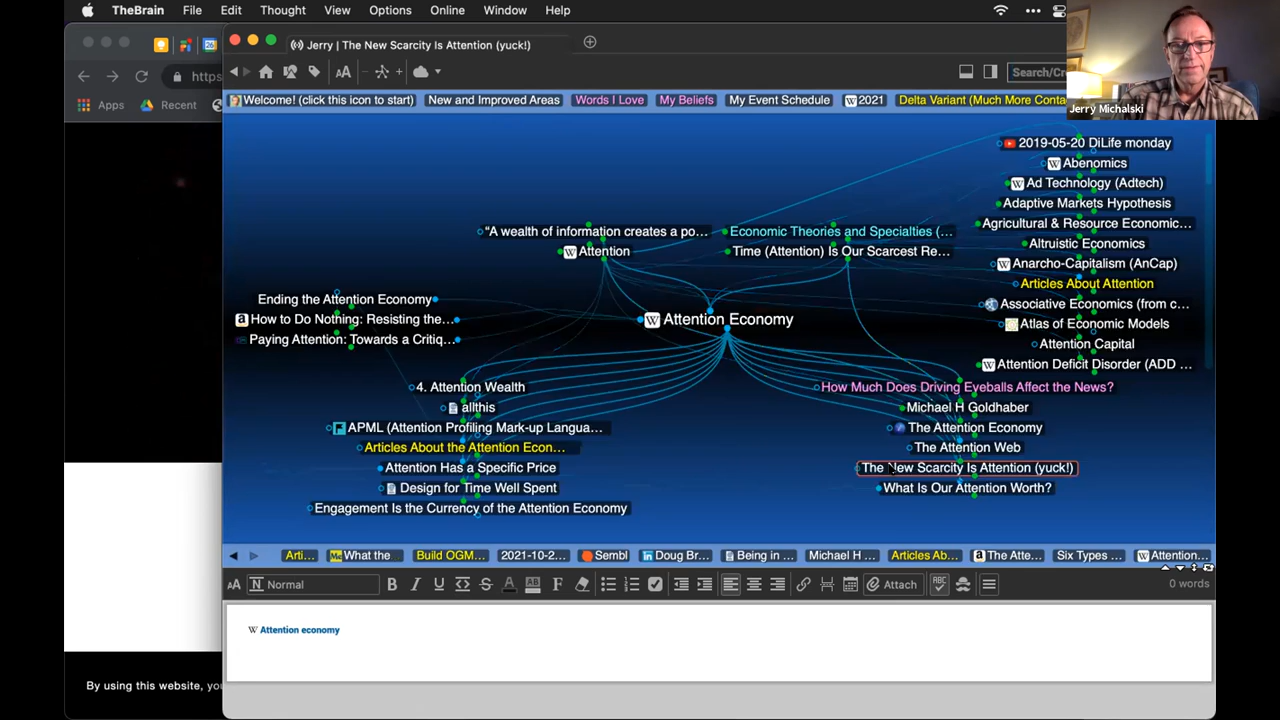 TheBrain File Edit Thought View Options Online Window Help
Jerry | The New Scarcity Is Attention (yuck!)
https
AA
Search/Cr
Apps Recent
Welcome! (click this icon to start) New and Improved Areas Words I Love My Beliefs My Event Schedule 2021 Delta Variant (Much More Conta
Jerry Michalski
2019-05-20 DiLife monday
Abenomics
Ad Technology (Adtech)
Adaptive Markets Hypothesis
Agricultural & Resource Economic...
Altruistic Economics
Anarcho-Capitalism (AnCap)
Articles About Attention
Associative Economics (from c...
Atlas of Economic Models
Attention Capital
Attention Deficit Disorder (ADD ...
“A wealth of information creates a po...
Attention
Economic Theories and Specialties (...
Time (Attention) Is Our Scarcest Re...
Ending the Attention Economy
How to Do Nothing: Resisting the...
Paying Attention: Towards a Critiq...
Attention Economy
4. Attention Wealth
allthis
APML (Attention Profiling Mark-up Langua...
Articles About the Attention Econ...
Attention Has a Specific Price
Design for Time Well Spent
Engagement Is the Currency of the Attention Economy
How Much Does Driving Eyeballs Affect the News?
Michael H Goldhaber
The Attention Economy
The Attention Web
The New Scarcity Is Attention (yuck!)
What Is Our Attention Worth?
Arti... What the Build OGM... 2021-10-2... Sembl Doug Br... Being in ... Michael H ... Articles Ab... The Atte... Six Types ... Attention...
AA N Normal B I U S A AB F Attach ABC 0 words
W Attention economy
By using this website, you